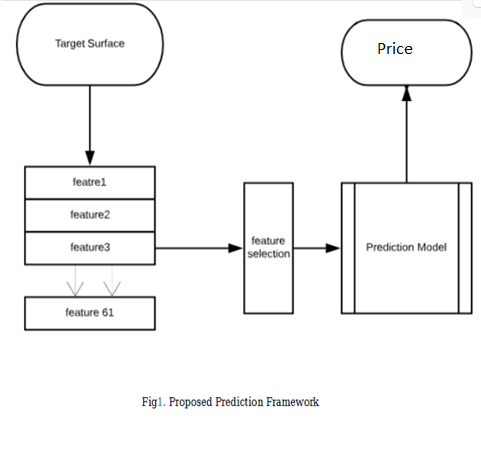 Target Surface
Price
featre1
feature2
feature3
feature
selection
Prediction Model
feature 61
Fig1. Proposed Prediction Framework